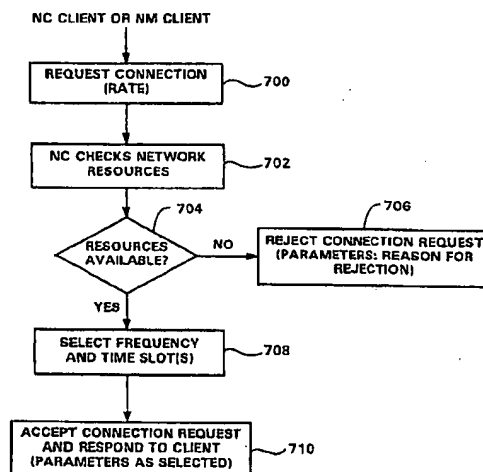 NC CLIENT OR NM CLIENT
REQUEST CONNECTION
(RATE)
700
NC CHECKS NETWORK
RESOURCES
702
704
RESOURCES
AVAILABLE?
NO
706
REJECT CONNECTION REQUEST
(PARAMETERS: REASON FOR
REJECTION)
YES
SELECT FREQUENCY
AND TIME SLOT(S)
708
ACCEPT CONNECTION REQUEST
AND RESPOND TO CLIENT
(PARAMETERS AS SELECTED)
710